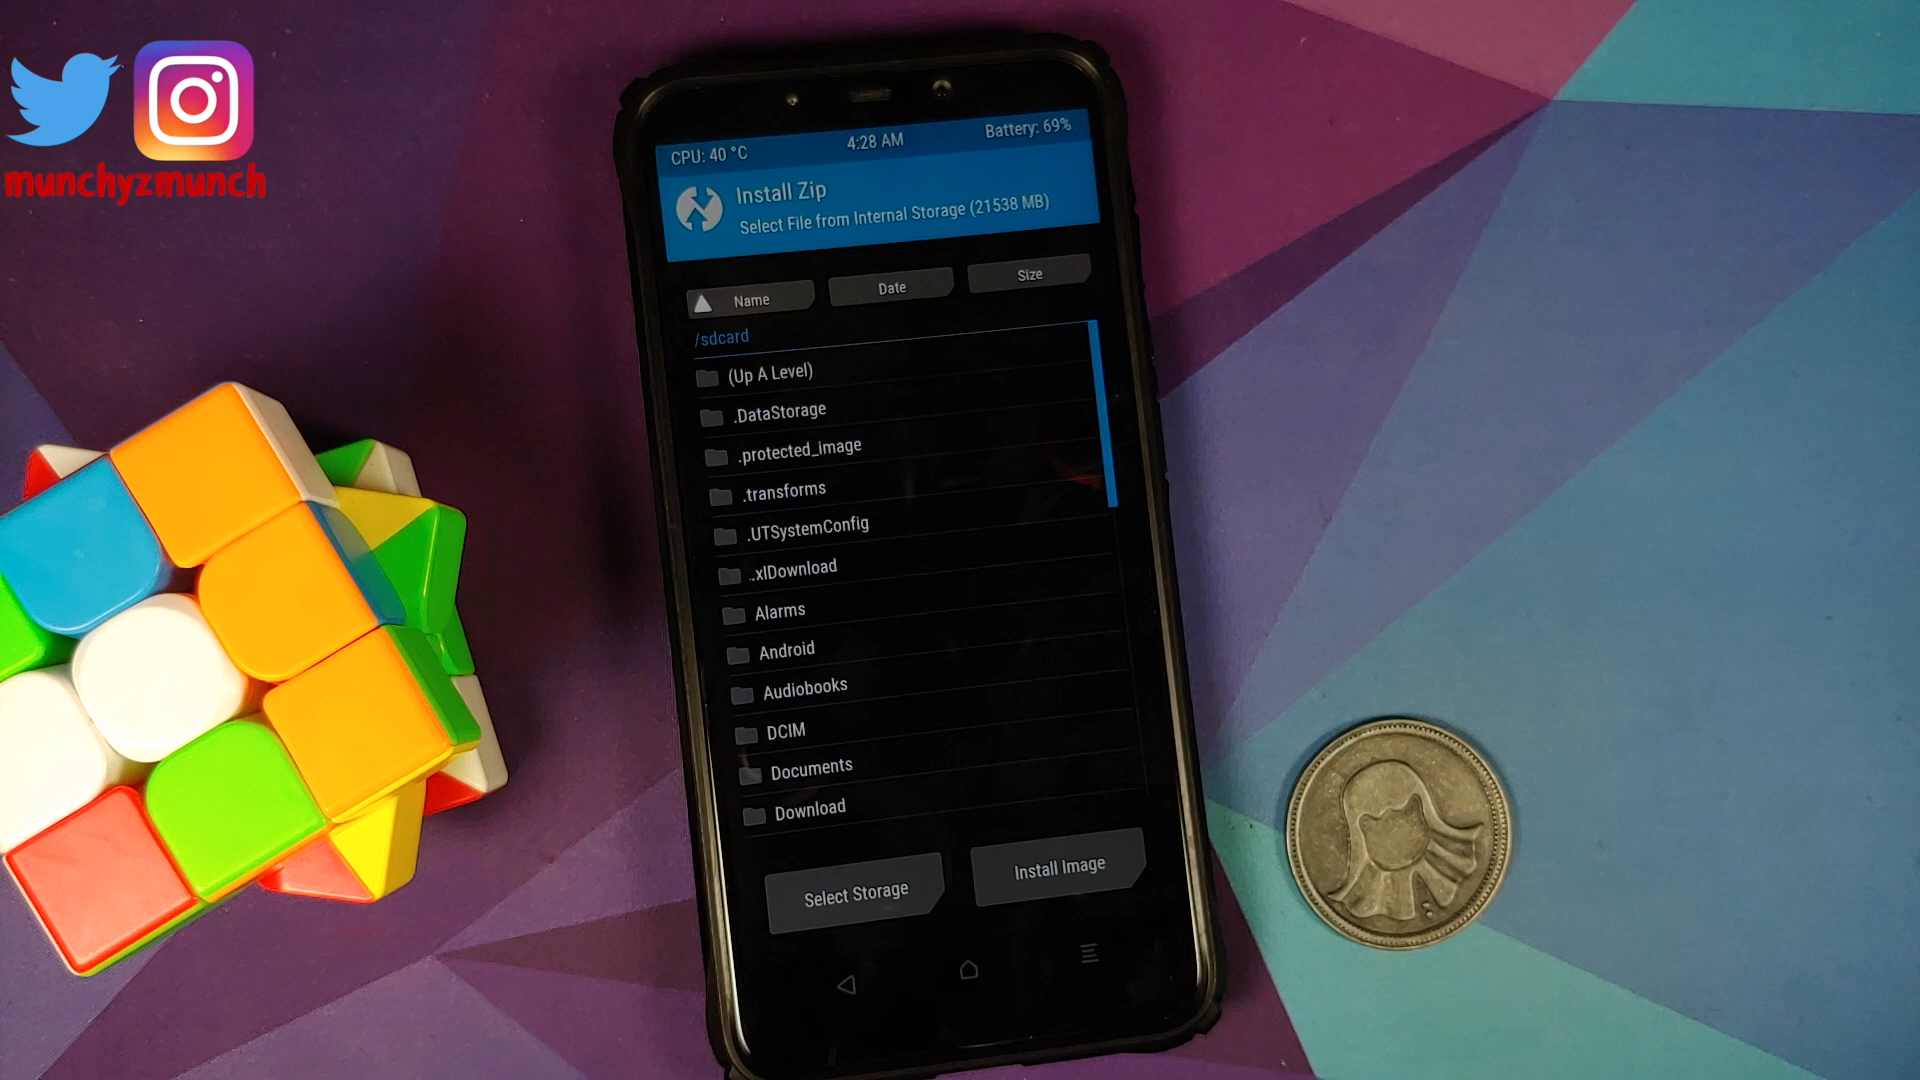 munchyzmunch
CPU: 40 °C
4:28 AM
Battery: 69%
Install Zip
Select File from Internal Storage (21538 MB)
Name
Date
Size
/sdcard
(Up A Level)
.DataStorage
.protected_image
.transforms
.UTSystemConfig
.xlDownload
Alarms
Android
Audiobooks
DCIM
Documents
Download
Select Storage
Install Image